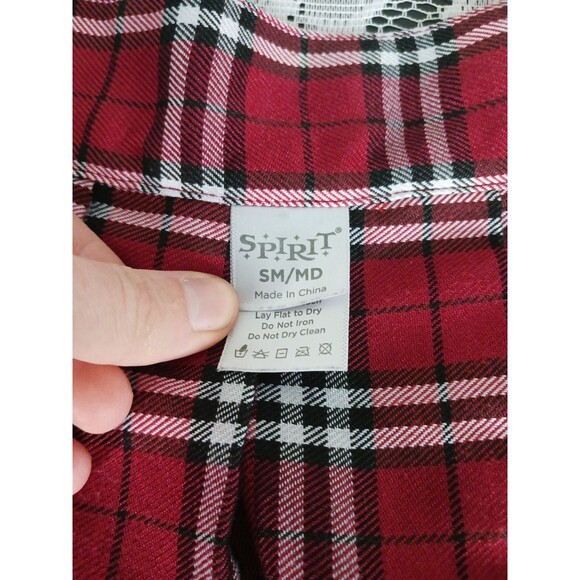 SPIRIT®
SM/MD
Made in China
Lay Flat to Dry
Do Not Iron
Do Not Dry Clean